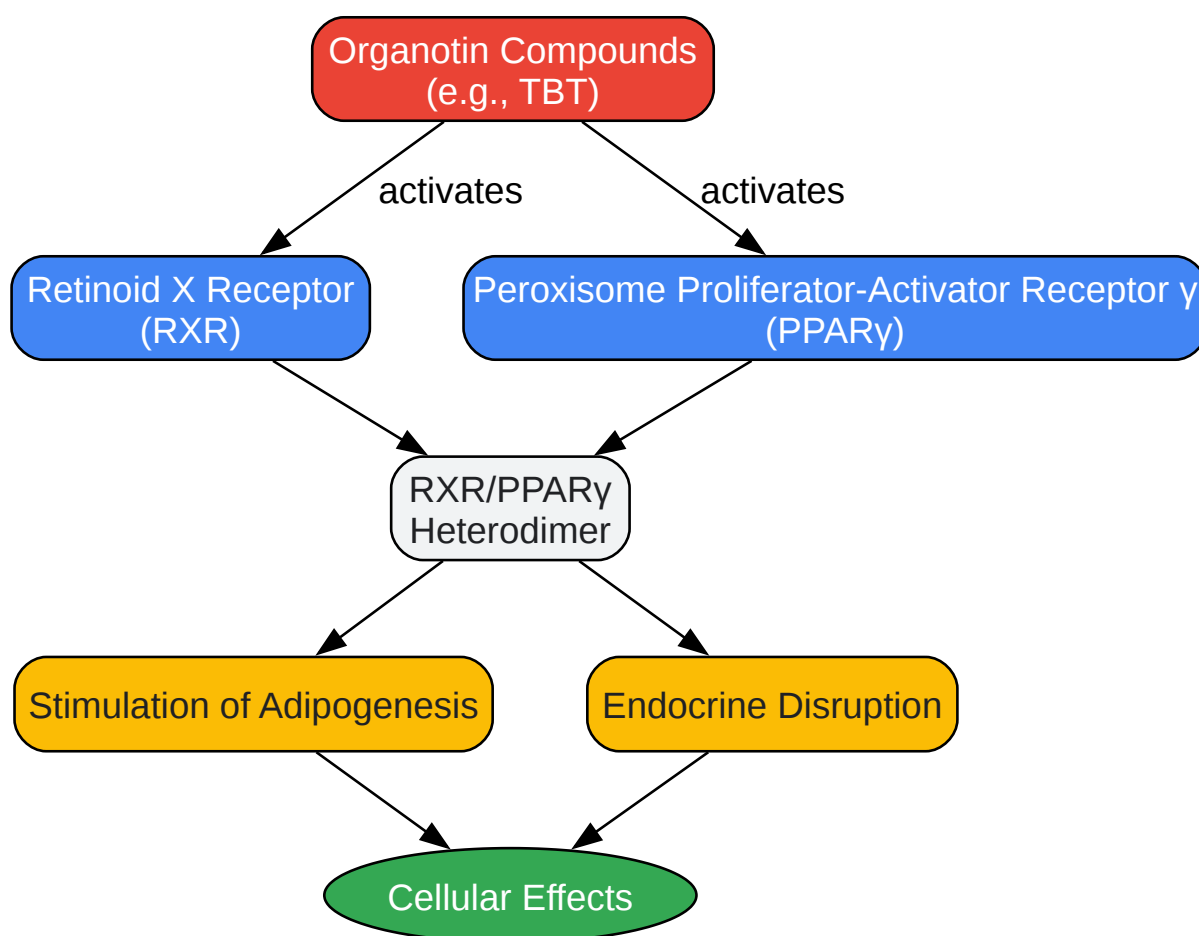 Organotin Compounds
(e.g., TBT)
activates
activates
Retinoid X Receptor
(RXR)
Peroxisome Proliferator-Activator Receptor γ
(PPARγ)
RXR/PPARγ
Heterodimer
Stimulation of Adipogenesis
Endocrine Disruption
Cellular Effects